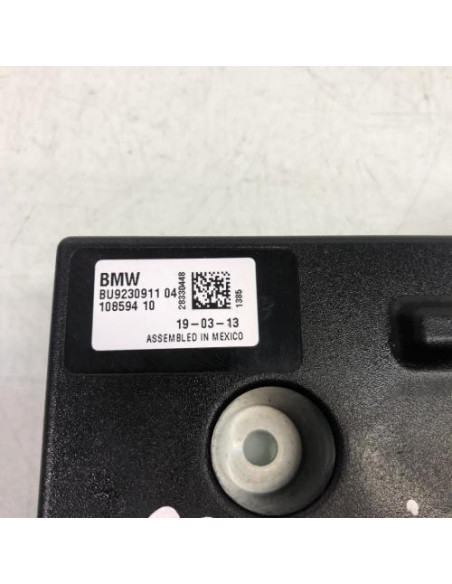 BMW
BU9230911 04
108594 10
28330448
1385
19-03-13
ASSEMBLED IN MEXICO